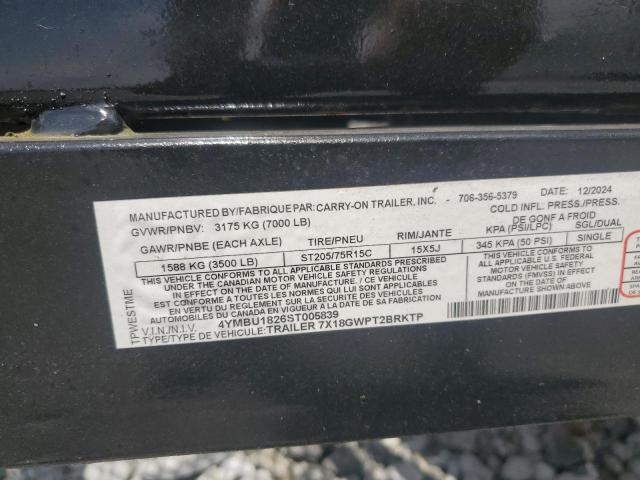 MANUFACTURED BY/FABRIQUE PAR: CARRY-ON TRAILER, INC. 706-356-5379 DATE: 12/2024
GVWR/PNBV: 3175 KG (7000 LB) COLD INFL. PRESS./PRESS.
DE GONF A FROID
GAWR/PNBE (EACH AXLE) TIRE/PNEU RIM/JANTE KPA (PSI/LPC) SGL/DUAL
1588 KG (3500 LB) ST205/75R15C 15X5J 345 KPA (50 PSI) SINGLE
THIS VEHICLE CONFORMS TO ALL APPLICABLE STANDARDS PRESCRIBED
UNDER THE CANADIAN MOTOR VEHICLE SAFETY REGULATIONS
IN EFFECT ON THE DATE OF MANUFACTURE. / CE VEHICULE
EST CONFORME A TOUTES LES NORMES QUI LUI SONT APPLICABLES
EN VERTU DU REGLEMENT SUR LA SECURITE DES VEHICULES
AUTOMOBILES DU CANADA EN VIGUEUR A LA DATE DE SA FABRICATION
THIS VEHICLE CONFORMS TO
ALL APPLICABLE U.S. FEDERAL
MOTOR VEHICLE SAFETY
STANDARDS (FMVSS) IN EFFECT
ON THE DATE OF MANUFACTURE
SHOWN ABOVE.
TPWESTME
V.I.N./N.I.V. 4YMBU1826ST005839
TYPE/TYPE DE VEHICULE: TRAILER 7X18GWPT2BRKTP